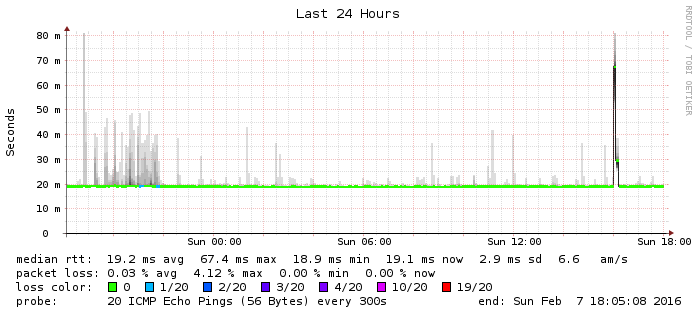 Last 24 Hours
RRDTOOL / TOBI OETIKER
Seconds
80 m
70 m
60 m
50 m
40 m
30 m
20 m
10 m
0
Sun 00:00 Sun 06:00 Sun 12:00 Sun 18:00
median rtt: 19.2 ms avg 67.4 ms max 18.9 ms min 19.1 ms now 2.9 ms sd 6.6 am/s
packet loss: 0.03 % avg 4.12 % max 0.00 % min 0.00 % now
loss color: 0 1/20 2/20 3/20 4/20 10/20 19/20
probe: 20 ICMP Echo Pings (56 Bytes) every 300s end: Sun Feb 7 18:05:08 2016